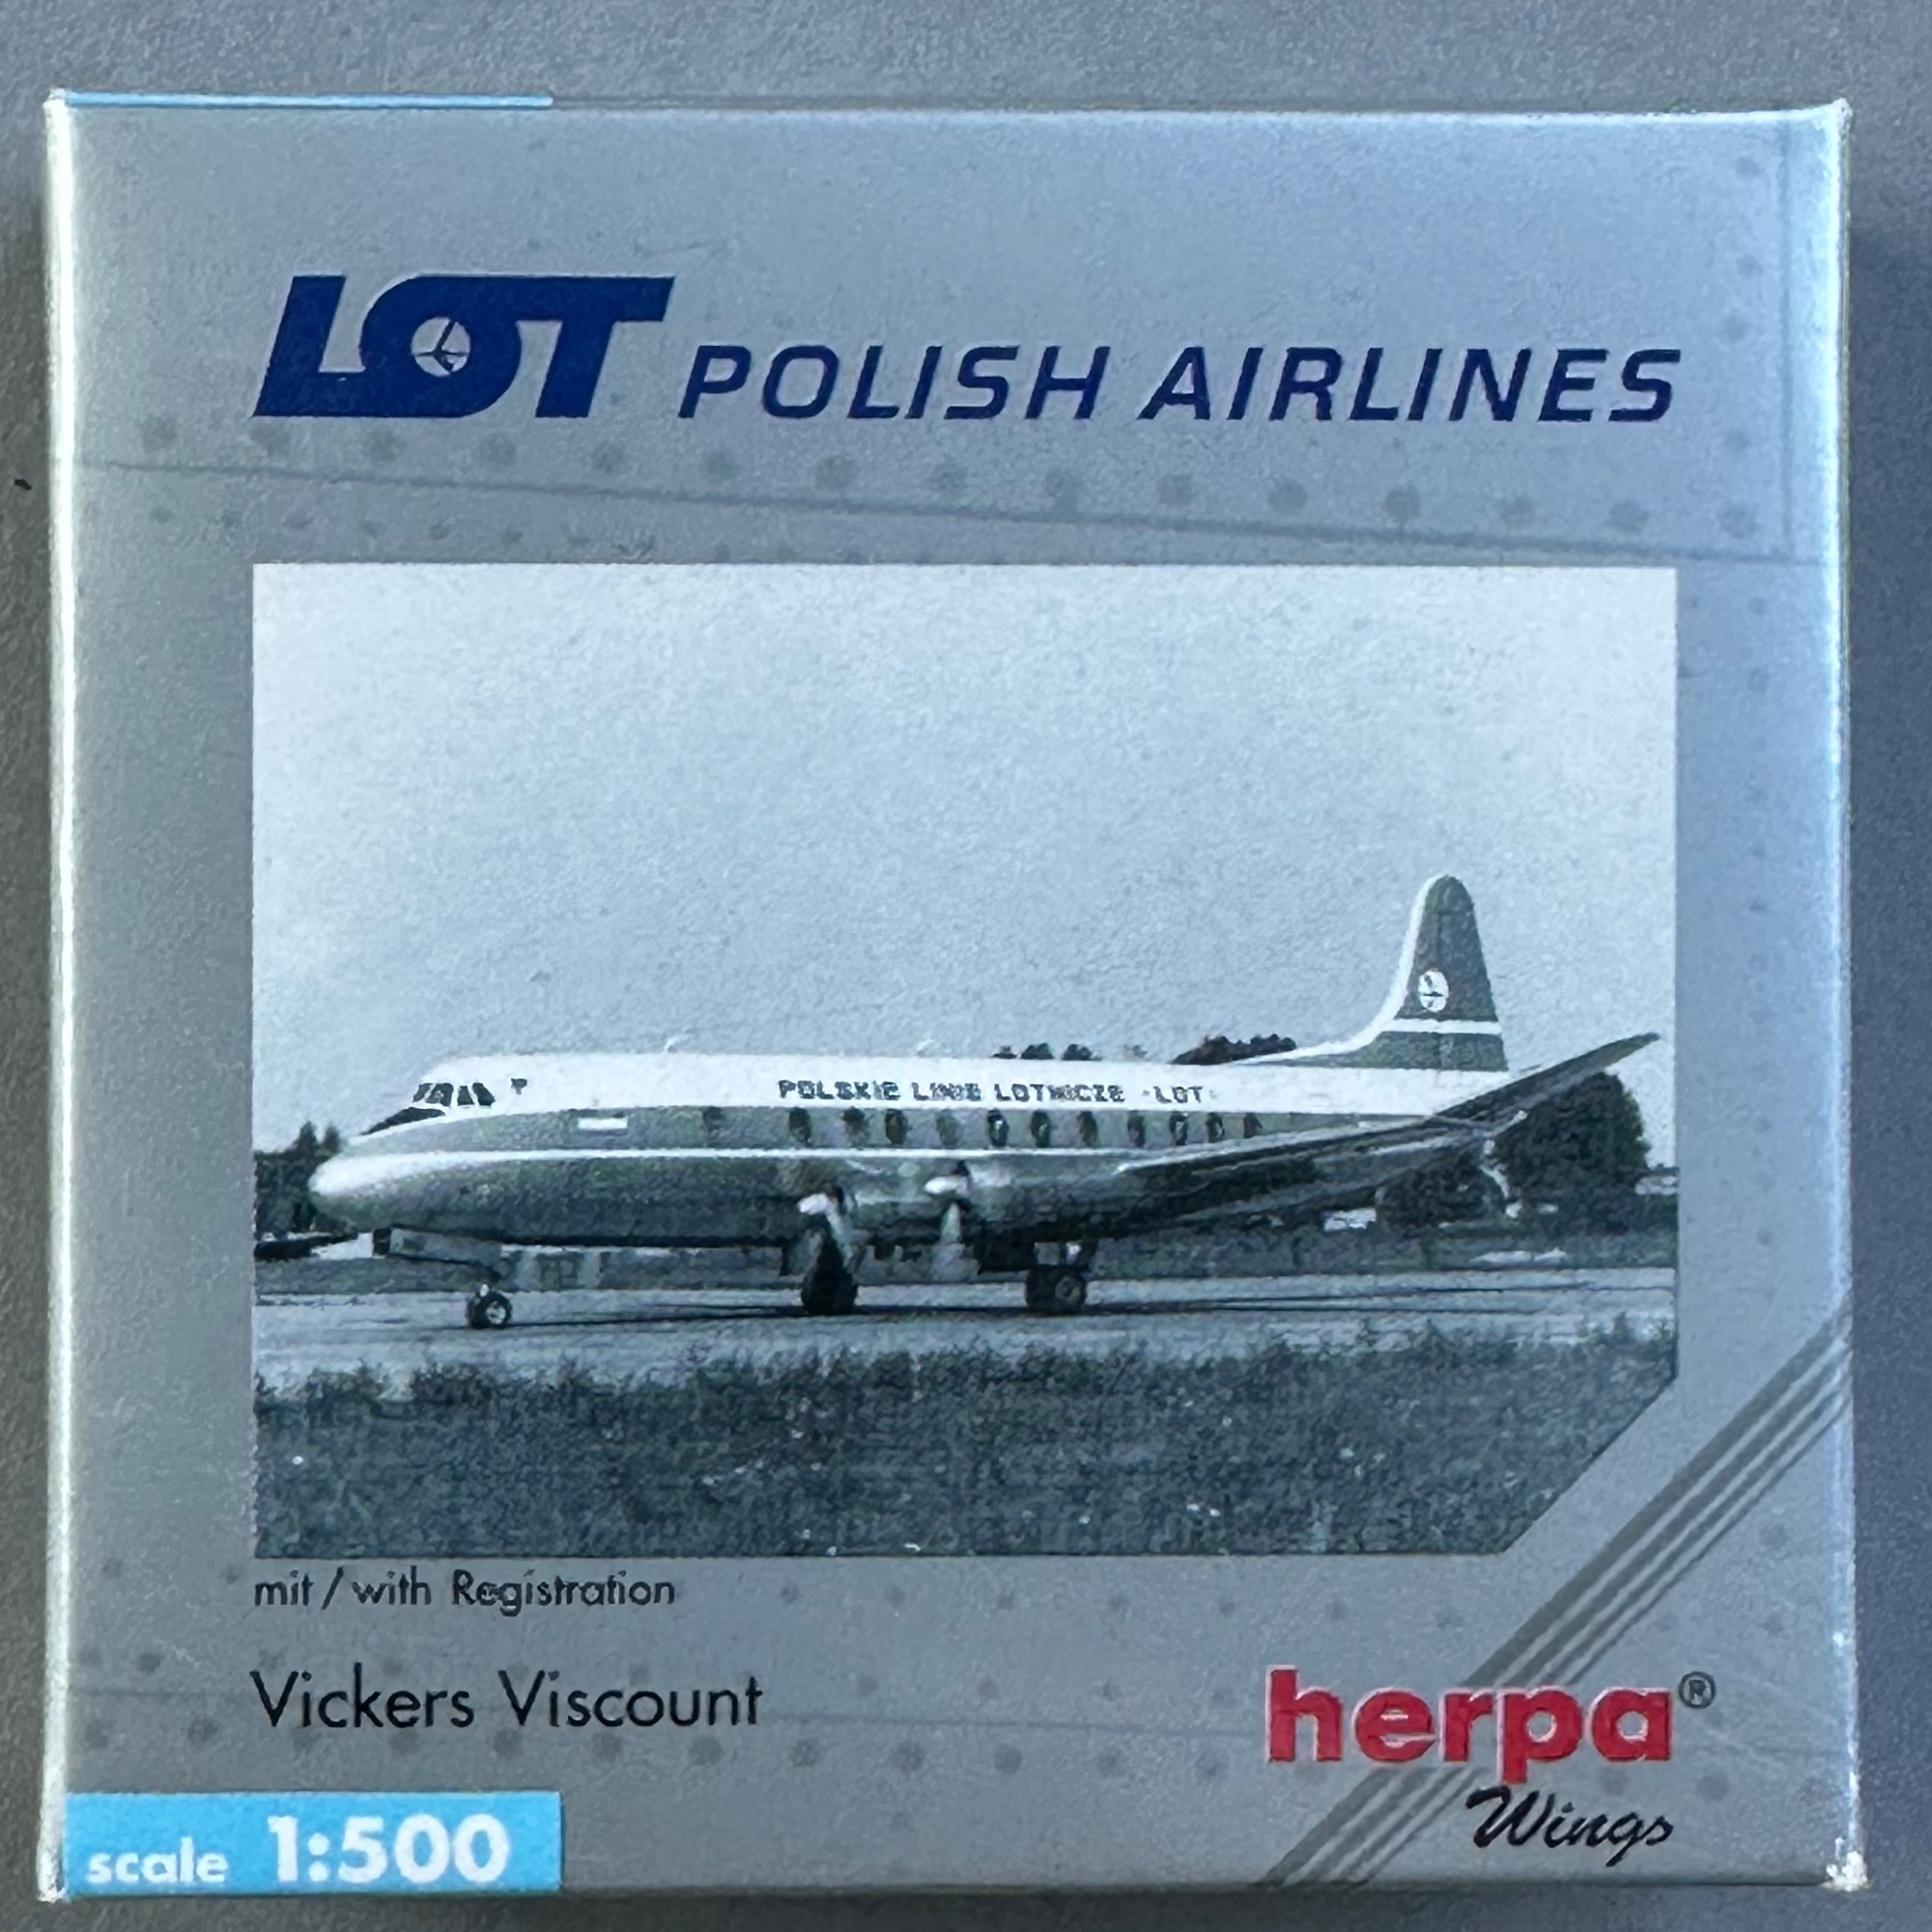 LOT POLISH AIRLINES
POLSKIE LINIE LOTNICZE -LOT-
mit / with Registration
Vickers Viscount
herpa®
Wings
scale 1:500